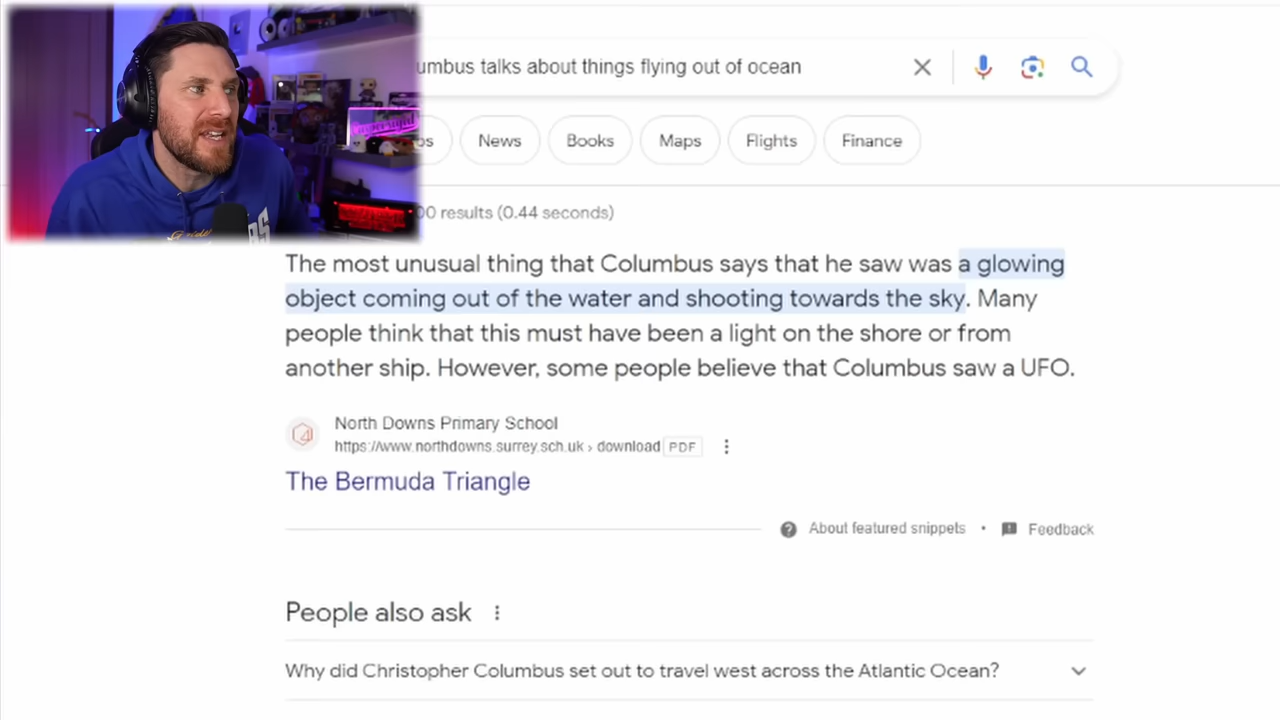 umbus talks about things flying out of ocean
os
News
Books
Maps
Flights
Finance
00 results (0.44 seconds)
The most unusual thing that Columbus says that he saw was a glowing
object coming out of the water and shooting towards the sky. Many
people think that this must have been a light on the shore or from
another ship. However, some people believe that Columbus saw a UFO.
North Downs Primary School
https://www.northdowns.surrey.sch.uk › download PDF
The Bermuda Triangle
About featured snippets • Feedback
People also ask
Why did Christopher Columbus set out to travel west across the Atlantic Ocean?